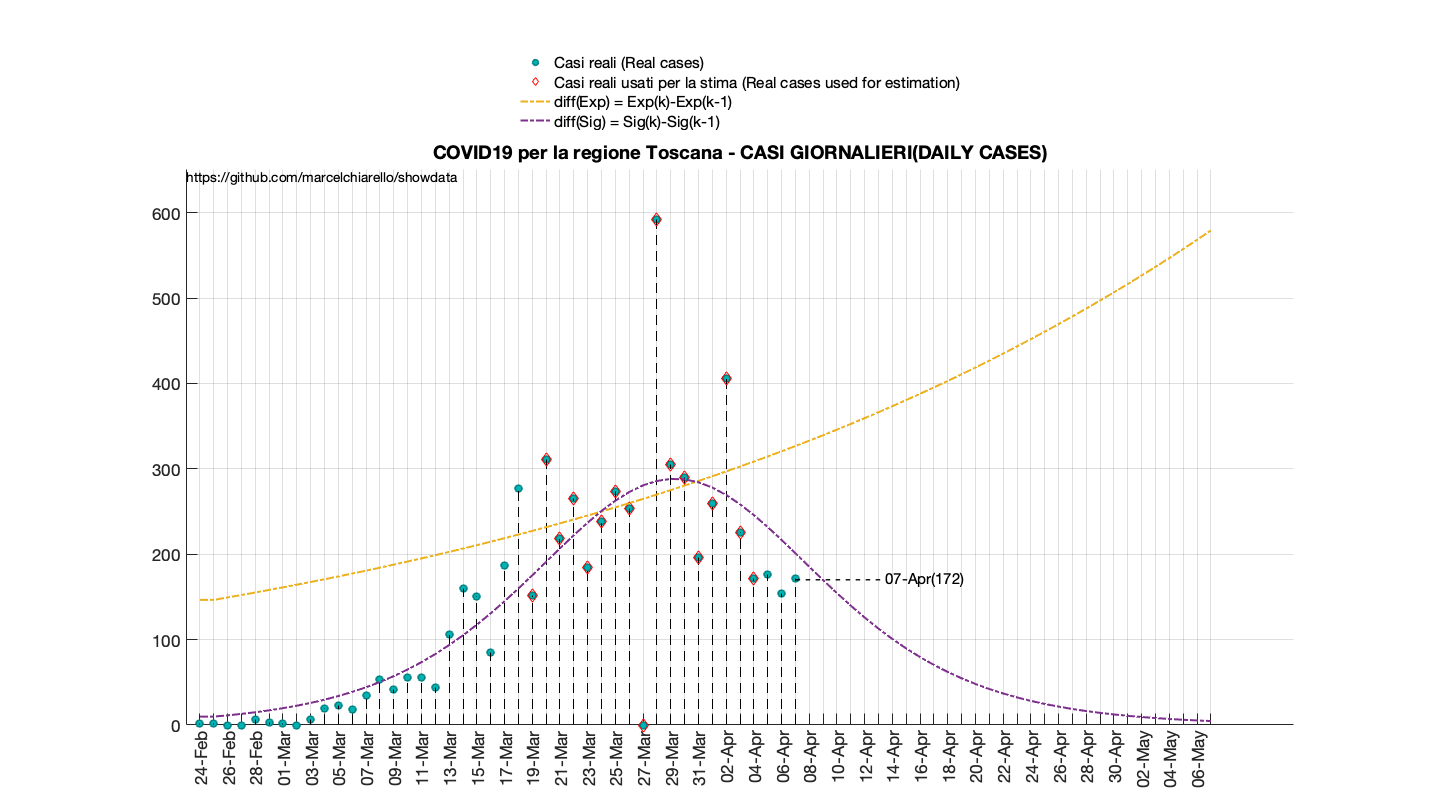 Casi reali (Real cases)
Casi reali usati per la stima (Real cases used for estimation)
diff(Exp) = Exp(k)-Exp(k-1)
diff(Sig) = Sig(k)-Sig(k-1)
COVID19 per la regione Toscana - CASI GIORNALIERI(DAILY CASES)
https://github.com/marcelchiarello/showdata
600
500
400
300
200
100
0
07-Apr(172)
24-Feb
26-Feb
28-Feb
01-Mar
03-Mar
05-Mar
07-Mar
09-Mar
11-Mar
13-Mar
15-Mar
17-Mar
19-Mar
21-Mar
23-Mar
25-Mar
27-Mar
29-Mar
31-Mar
02-Apr
04-Apr
06-Apr
08-Apr
10-Apr
12-Apr
14-Apr
16-Apr
18-Apr
20-Apr
22-Apr
24-Apr
26-Apr
28-Apr
30-Apr
02-May
04-May
06-May